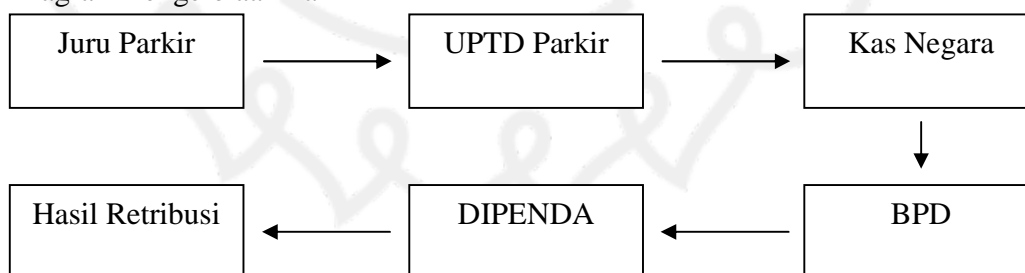 Juru Parkir
UPTD Parkir
Kas Negara
Hasil Retribusi
DIPENDA
BPD